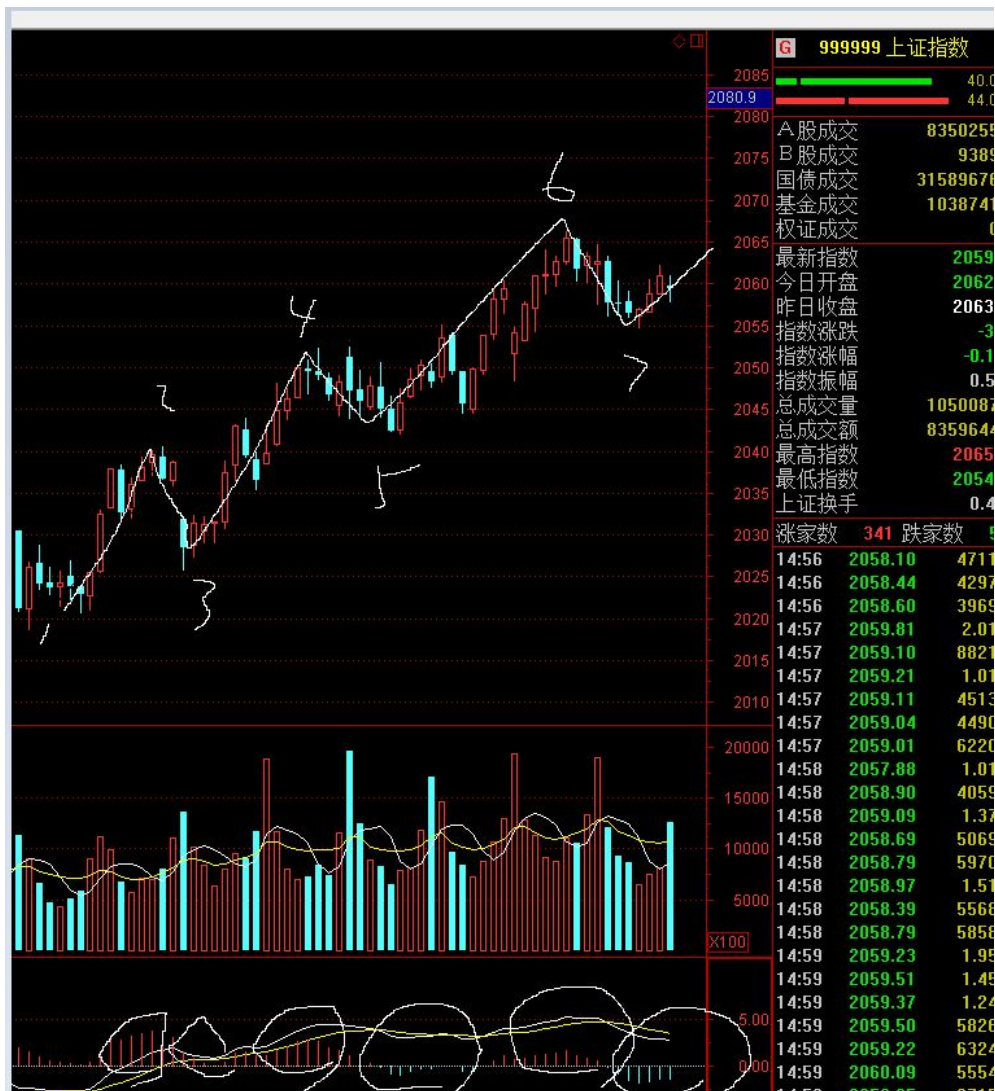 G 999999 上证指数
40.0
44.0
A股成交 8350255
B股成交 9389
国债成交 31589676
基金成交 1038741
权证成交 0
最新指数 2059
今日开盘 2062
昨日收盘 2063
指数涨跌 -3
指数涨幅 -0.1
指数振幅 0.5
总成交量 1050087
总成交额 8359644
最高指数 2065
最低指数 2054
上证换手 0.4
涨家数 341 跌家数 5
14:56 2058.10 4711
14:56 2058.44 4297
14:56 2058.60 3969
14:57 2059.81 2.01
14:57 2059.10 8821
14:57 2059.21 1.01
14:57 2059.11 4513
14:57 2059.04 4490
14:57 2059.01 6220
14:58 2057.88 1.01
14:58 2058.90 4059
14:58 2059.09 1.37
14:58 2058.69 5069
14:58 2058.79 5970
14:58 2058.97 1.51
14:58 2058.39 5568
14:58 2058.79 5858
14:59 2059.23 1.95
14:59 2059.51 1.45
14:59 2059.37 1.24
14:59 2059.50 5826
14:59 2059.22 6324
14:59 2060.09 5554
2085
2080.9
2080
2075
2070
2065
2060
2055
2050
2045
2040
2035
2030
2025
2020
2015
2010
20000
15000
10000
5000
X100
5.00
0.00
1
2
3
4
5
6
7